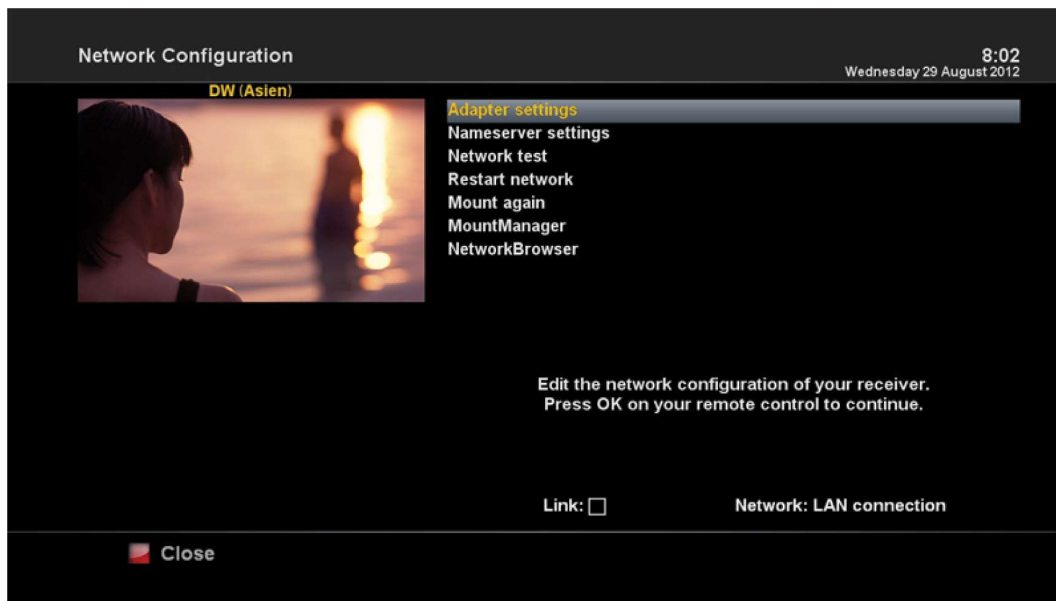 Network Configuration
8:02
Wednesday 29 August 2012
DW (Asien)
Adapter settings
Nameserver settings
Network test
Restart network
Mount again
MountManager
NetworkBrowser
Edit the network configuration of your receiver.
Press OK on your remote control to continue.
Link:
Network: LAN connection
Close